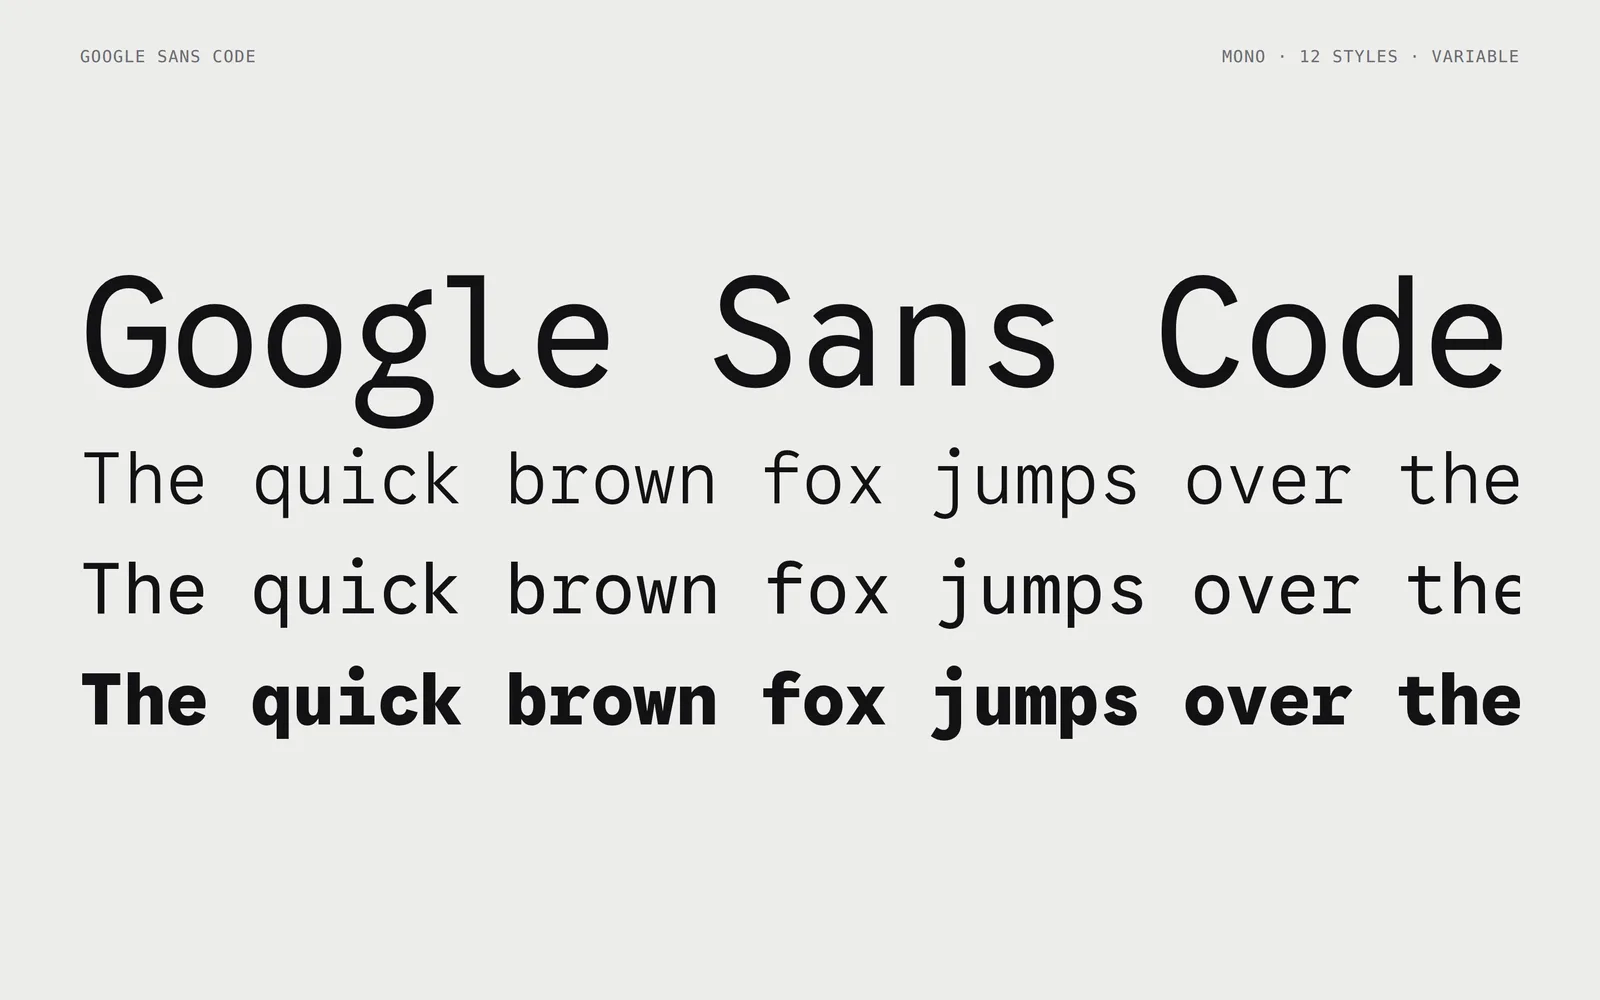 GOOGLE SANS CODE
MONO · 12 STYLES · VARIABLE
Google Sans Code
The quick brown fox jumps over the
The quick brown fox jumps over the
The quick brown fox jumps over the